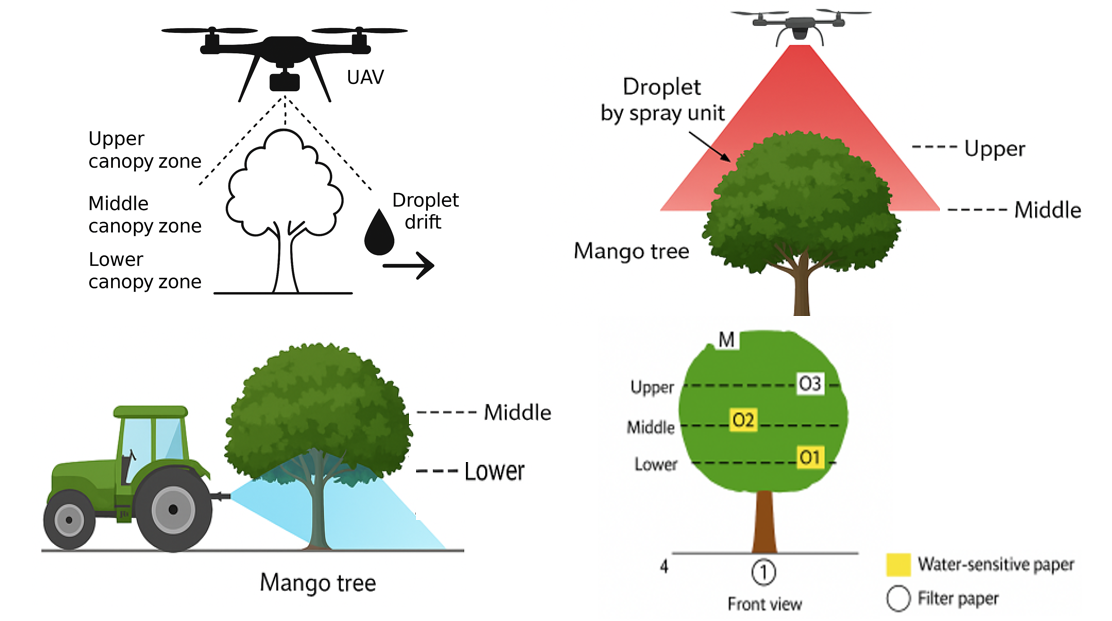 UAV
Upper
canopy zone
Middle
canopy zone
Lower
canopy zone
Droplet
drift
Droplet
by spray unit
Upper
Middle
Mango tree
Middle
Lower
Mango tree
M
Upper
O3
O2
Middle
O1
Lower
4
1
Front view
Water-sensitive paper
Filter paper